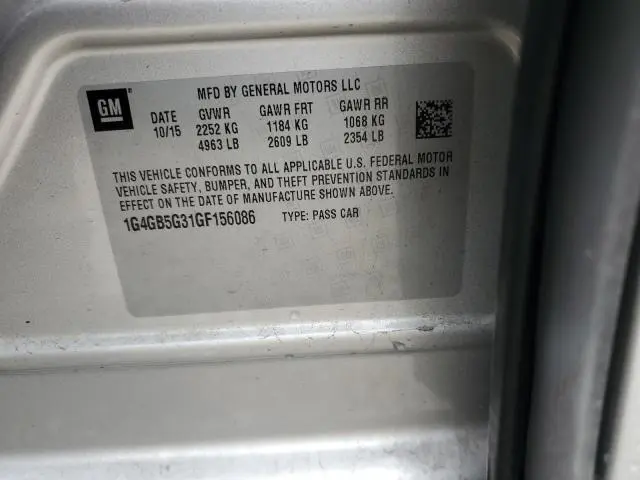 GM
MFD BY GENERAL MOTORS LLC
DATE GVWR GAWR FRT GAWR RR
10/15 2252 KG 1184 KG 1068 KG
4963 LB 2609 LB 2354 LB
THIS VEHICLE CONFORMS TO ALL APPLICABLE U.S. FEDERAL MOTOR
VEHICLE SAFETY, BUMPER, AND THEFT PREVENTION STANDARDS IN
EFFECT ON THE DATE OF MANUFACTURE SHOWN ABOVE.
1G4GB5G31GF156086 TYPE: PASS CAR